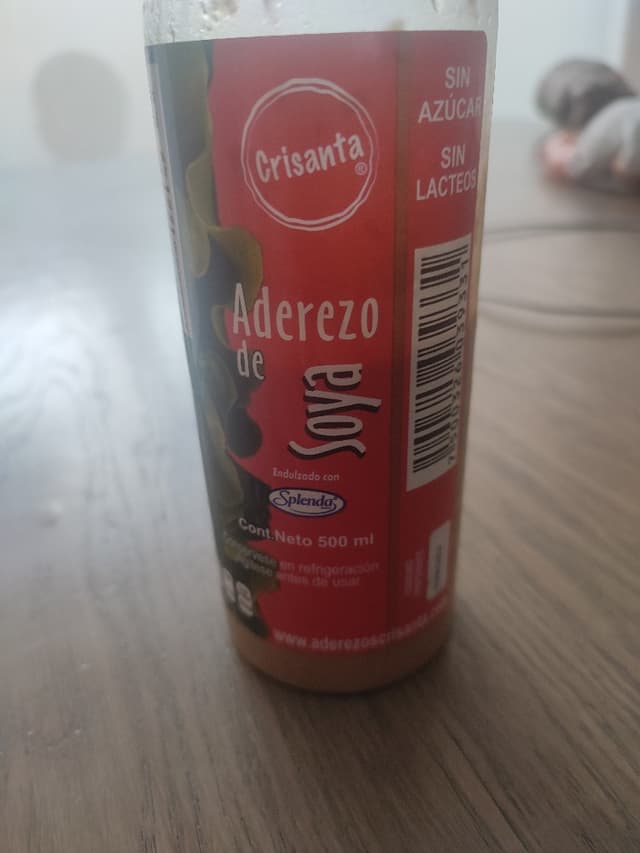 Crisanta®
Aderezo
de
Soya
Endulzado con
Splenda®
Cont.Neto 500 ml
en refrigeración
antes de usar
www.aderezoscrisanta.
SIN
AZÚCAR
SIN
LACTEOS